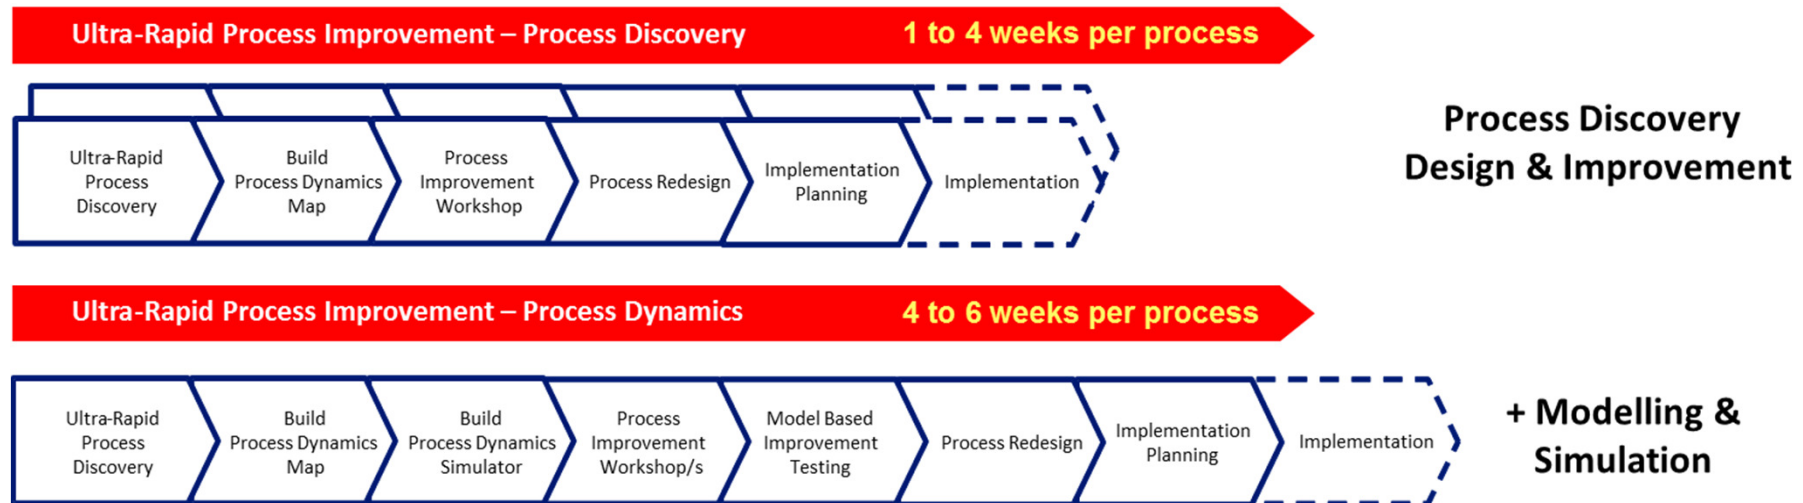 Ultra-Rapid Process Improvement – Process Discovery 1 to 4 weeks per process
Ultra-Rapid
Process
Discovery
Build
Process Dynamics
Map
Process
Improvement
Workshop
Process Redesign
Implementation
Planning
Implementation
Process Discovery
Design & Improvement
Ultra-Rapid Process Improvement – Process Dynamics 4 to 6 weeks per process
Ultra-Rapid
Process
Discovery
Build
Process Dynamics
Map
Build
Process Dynamics
Simulator
Process
Improvement
Workshop/s
Model Based
Improvement
Testing
Process Redesign
Implementation
Planning
Implementation
+ Modelling &
Simulation